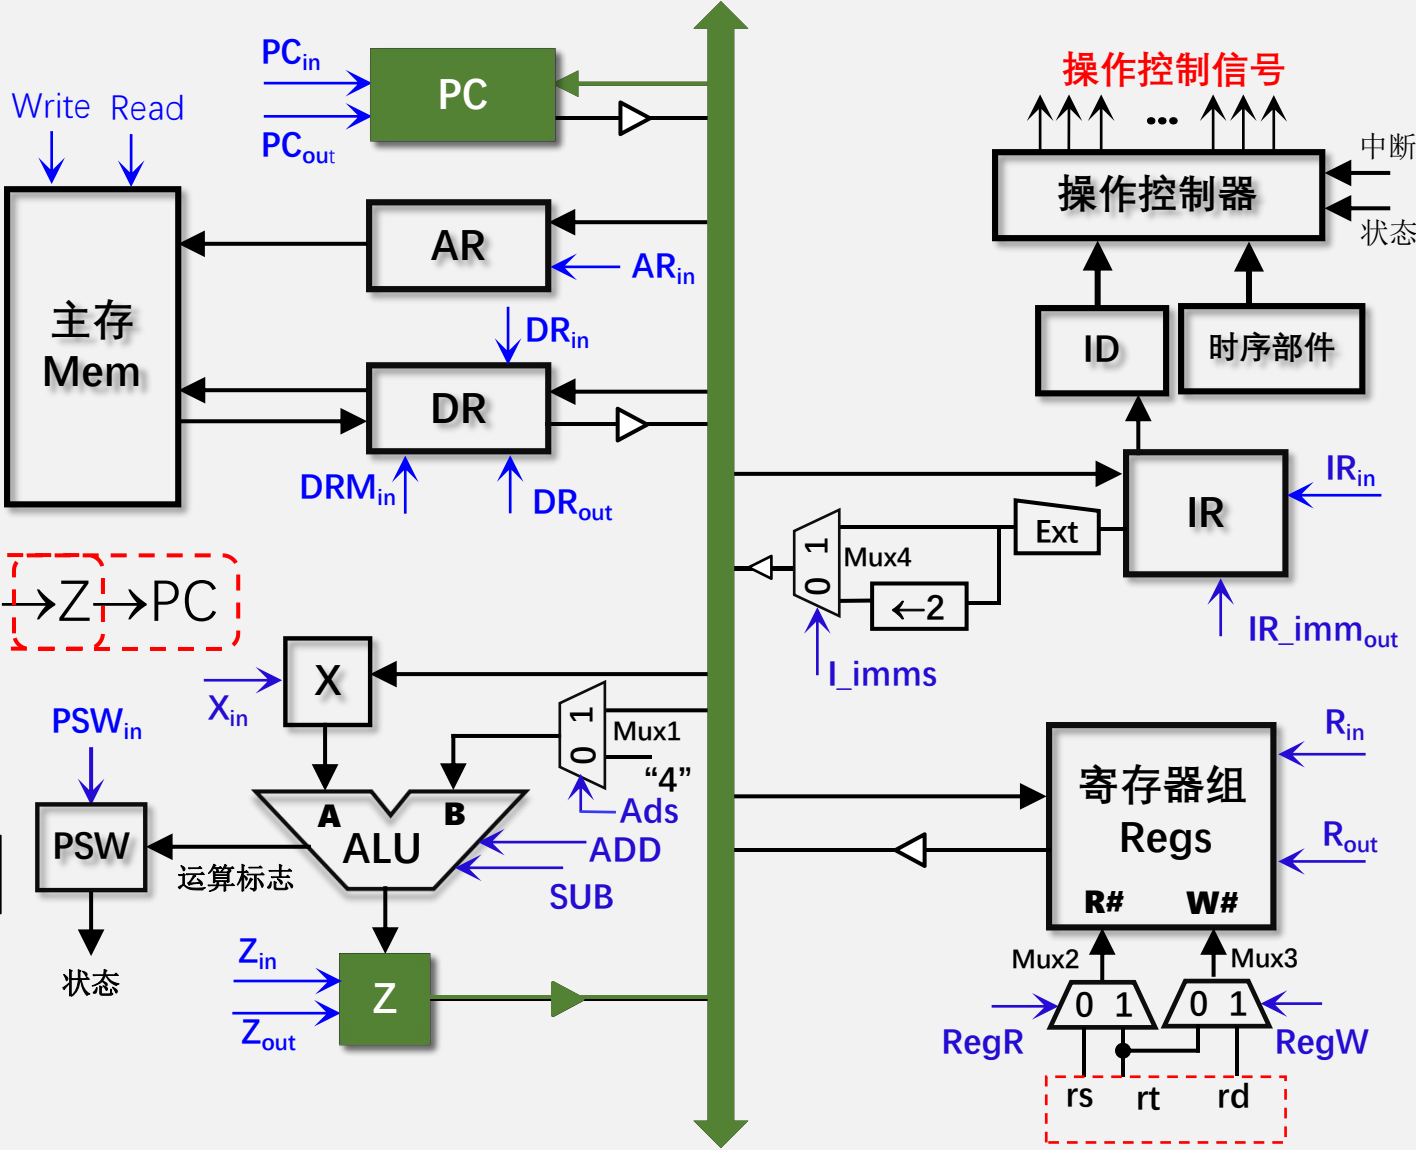 PCin
PC
PCout
Write
Read
AR
ARin
主存
Mem
DRin
DR
DRMin
DRout
操作控制信号
...
中断
操作控制器
状态
ID
时序部件
IRin
IR
Ext
1
0
Mux4
←2
I_imms
IR_immout
→Z→PC
X
Xin
PSWin
1
0
Mux1
“4”
Ads
A
B
ALU
ADD
SUB
PSW
运算标志
状态
Zin
Z
Zout
Rin
寄存器组
Regs
Rout
R#
W#
Mux2
Mux3
0 1
0 1
RegR
RegW
rs
rt
rd